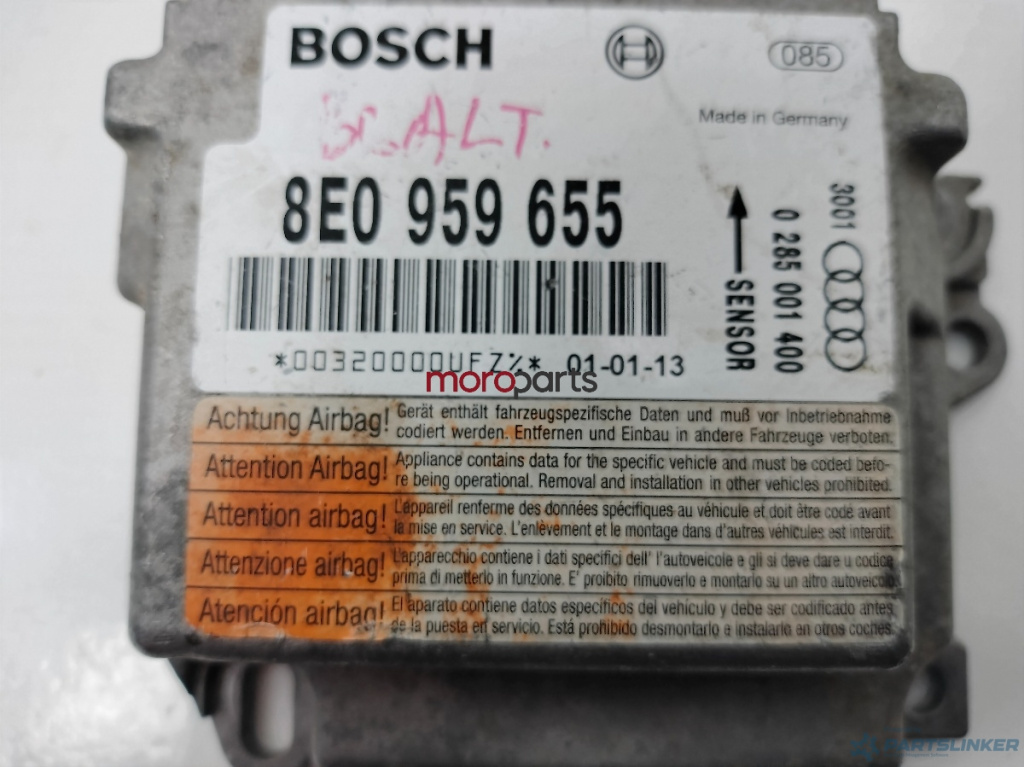 BOSCH
085
Made in Germany
ALT.
8E0 959 655
3001
0 285 001 400
SENSOR
*00320000UFZ%* 01-01-13
moroparts
Achtung Airbag! Gerät enthält fahrzeugspezifische Daten und muß vor Inbetriebnahme
codiert werden. Entfernen und Einbau in andere Fahrzeuge verboten.
Attention Airbag! Appliance contains data for the specific vehicle and must be coded befo-
re being operational. Removal and installation in other vehicles prohibited.
Attention airbag! L'appareil renferme des données spécifiques au véhicule et doit être codé avant
la mise en service. L'enlèvement et le montage dans d'autres véhicules est interdit.
Attenzione airbag! L'apparecchio contiene i dati specifici dell' l'autoveicole e gli si deve dare u codice
prima di metterlo in funzione. E' proibito rimuoverlo e montarlo su un altro autoveicolo
Atención airbag! El aparato contiene datos específicos del vehículo y debe ser codificado antes
de la puesta en servicio. Está prohibido desmontarlo e instalarlo en otros coches.
PARTSLINKER